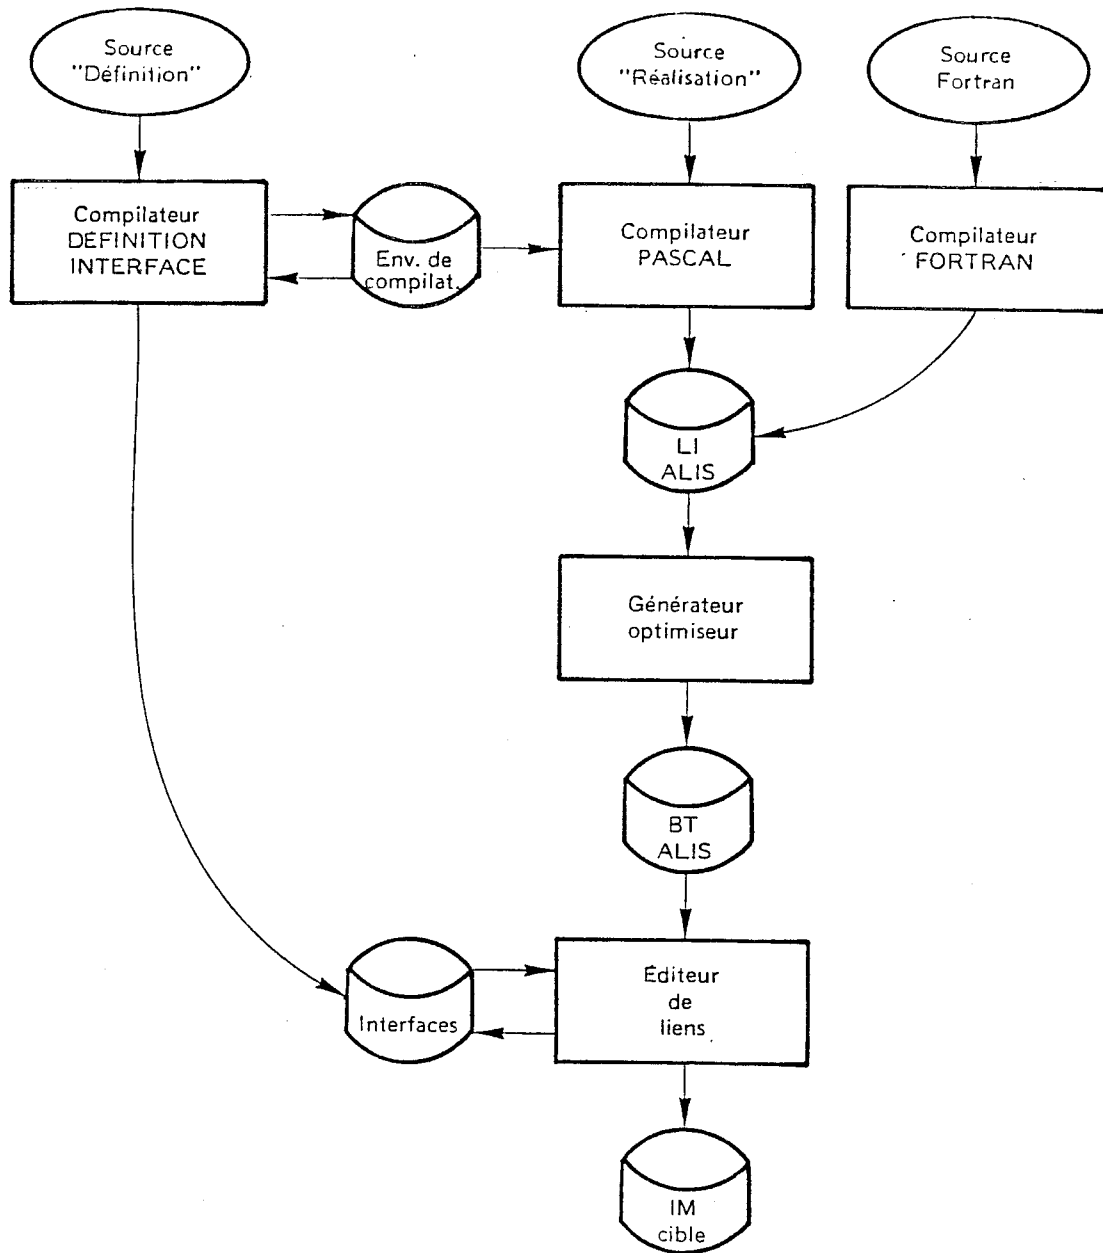 Source
"Définition"
Source
"Réalisation"
Source
Fortran
Compilateur
DÉFINITION
INTERFACE
Env. de
compilat.
Compilateur
PASCAL
Compilateur
FORTRAN
LI
ALIS
Générateur
optimiseur
BT
ALIS
Interfaces
Éditeur
de
liens
IM
cible